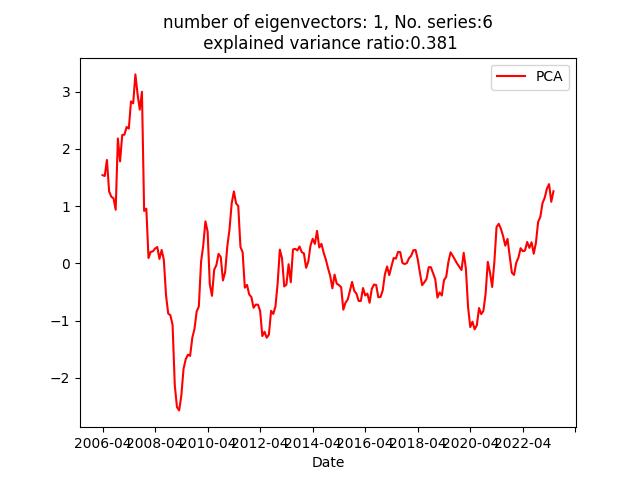 number of eigenvectors: 1, No. series:6
explained variance ratio:0.381
PCA
3
2
1
0
−1
−2
2006-04 2008-04 2010-04 2012-04 2014-04 2016-04 2018-04 2020-04 2022-04
Date